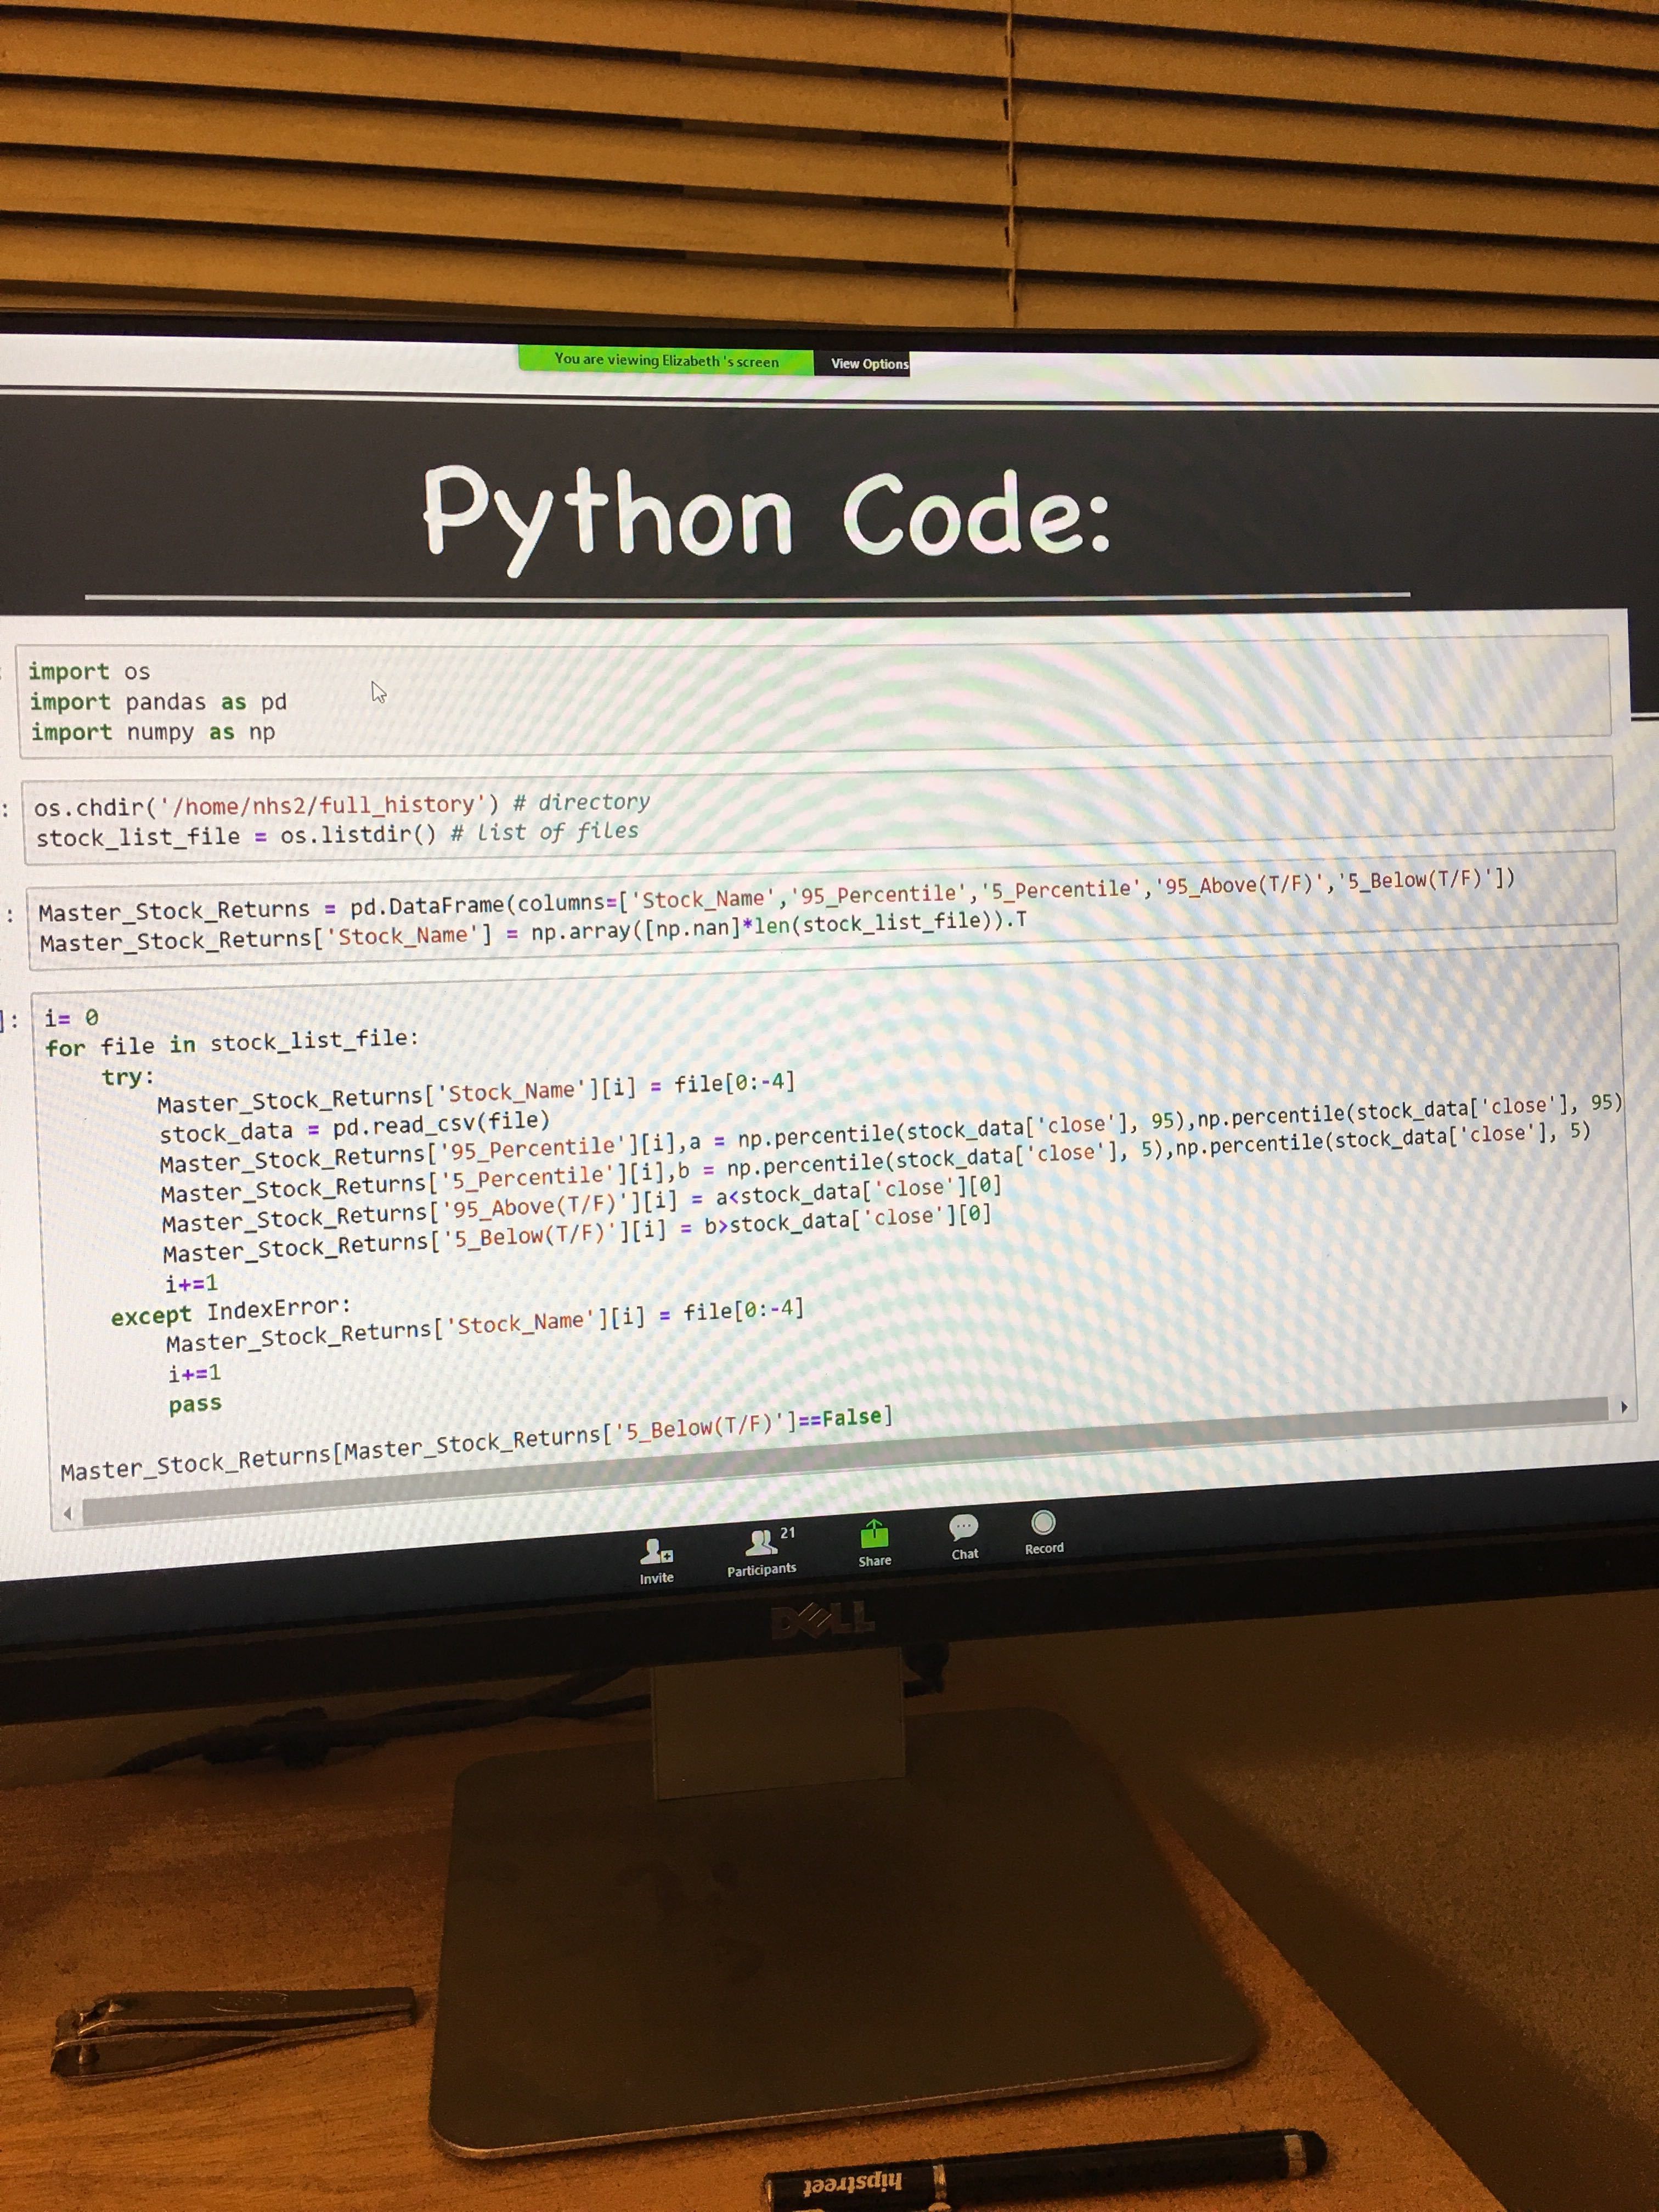 You are viewing Elizabeth 's screen View Options
Python Code:
import os
import pandas as pd
import numpy as np
: os.chdir('/home/nhs2/full_history') # directory
stock_list_file = os.listdir() # list of files
: Master_Stock_Returns = pd.DataFrame(columns=['Stock_Name','95_Percentile','5_Percentile','95_Above(T/F)','5_Below(T/F)'])
Master_Stock_Returns['Stock_Name'] = np.array([np.nan]*len(stock_list_file)).T
]: i= 0
for file in stock_list_file:
try:
Master_Stock_Returns['Stock_Name'][i] = file[0:-4]
stock_data = pd.read_csv(file)
Master_Stock_Returns['95_Percentile'][i],a = np.percentile(stock_data['close'], 95),np.percentile(stock_data['close'], 95)
Master_Stock_Returns['5_Percentile'][i],b = np.percentile(stock_data['close'], 5),np.percentile(stock_data['close'], 5)
Master_Stock_Returns['95_Above(T/F)'][i] = a<stock_data['close'][0]
Master_Stock_Returns['5_Below(T/F)'][i] = b>stock_data['close'][0]
i+=1
except IndexError:
Master_Stock_Returns['Stock_Name'][i] = file[0:-4]
i+=1
pass
Master_Stock_Returns[Master_Stock_Returns['5_Below(T/F)']==False]
Invite
21
Participants
Share
Chat
Record
DELL
hipstreet